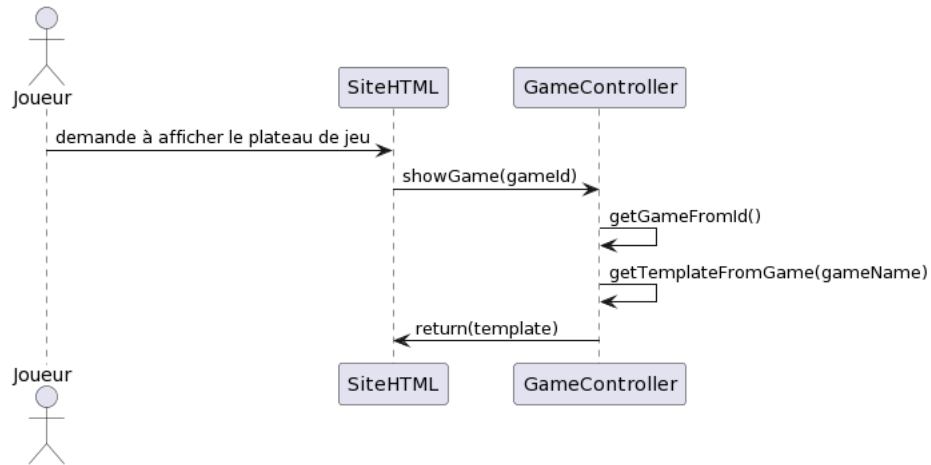 Joueur
SiteHTML
GameController
demande à afficher le plateau de jeu
showGame(gameId)
getGameFromId()
getTemplateFromGame(gameName)
return(template)
Joueur
SiteHTML
GameController